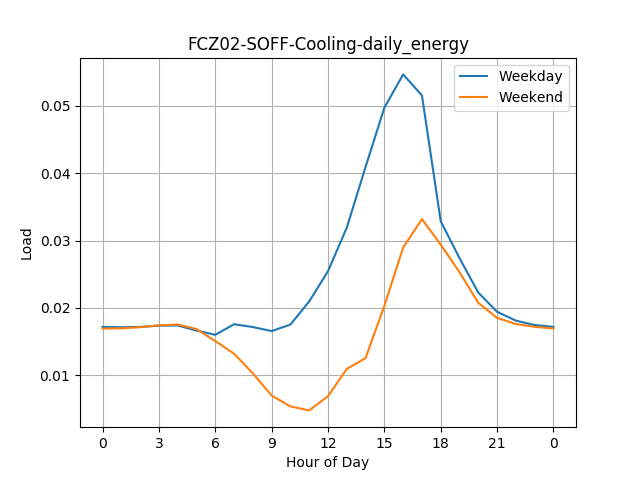 FCZ02-SOFF-Cooling-daily_energy
Weekday
Weekend
0.05
0.04
0.03
0.02
0.01
Load
0 3 6 9 12 15 18 21 0
Hour of Day